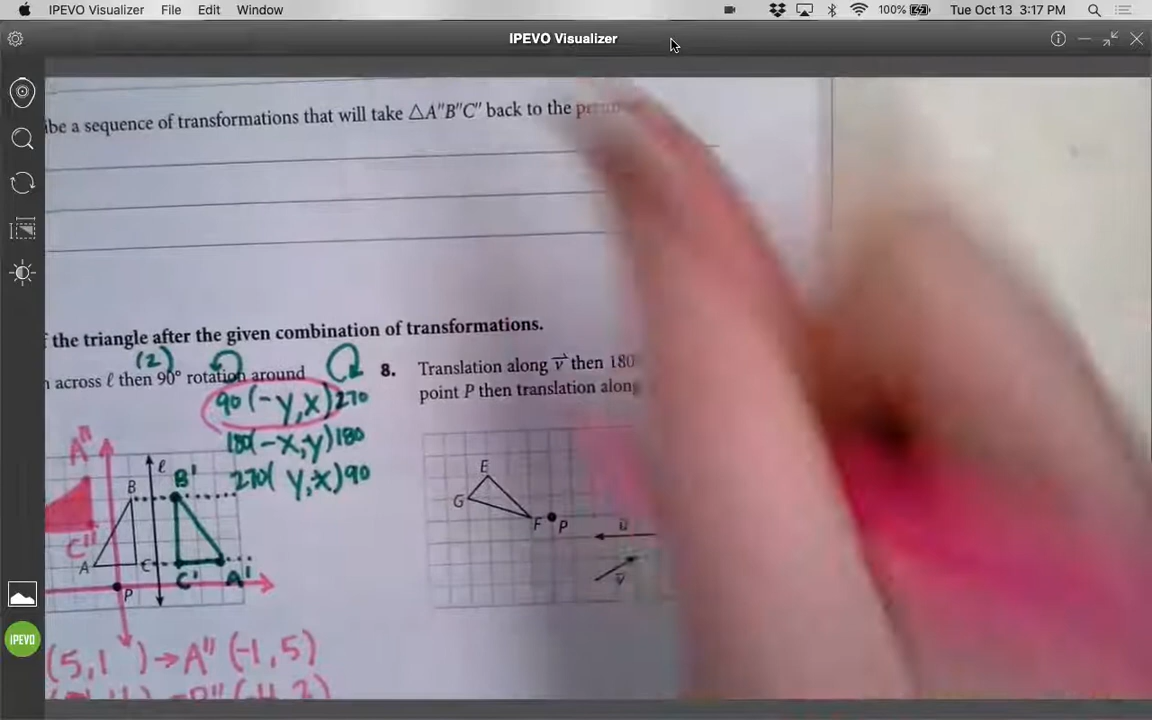 IPEVO Visualizer File Edit Window 100% Tue Oct 13 3:17 PM
IPEVO Visualizer
ibe a sequence of transformations that will take △A"B"C" back to the
f the triangle after the given combination of transformations.
(2)
n across ℓ then 90° rotation around
90 (-y,x) 270
180(-x,y) 180
270( y,x) 90
8. Translation along v⃗ then 180
point P then translation along
A"
ℓ
B
B'
C"
A
C
C'
A'
P
E
G
F
P
u
v
(5,1 ) → A" (-1,5)
IPEVO